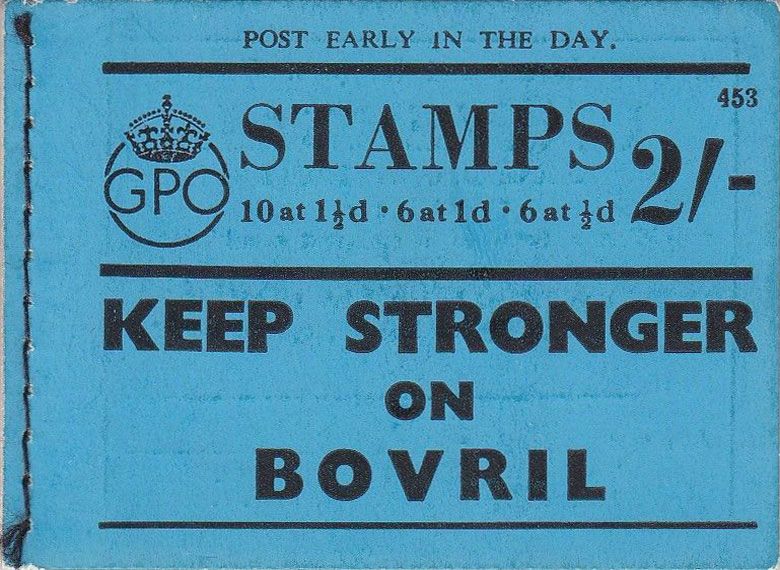 POST EARLY IN THE DAY.
453
STAMPS 2/-
GPO
10 at 1½d · 6 at 1d · 6 at ½d
KEEP STRONGER
ON
BOVRIL